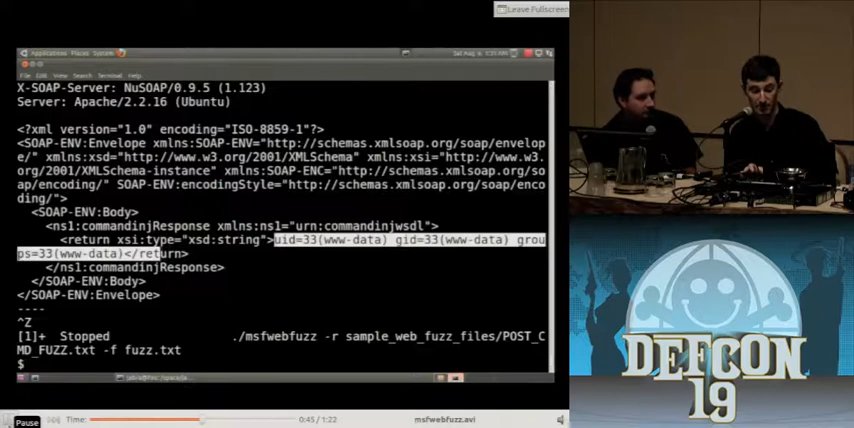 Leave Fullscreen
Applications Places System
File Edit View Search Terminal Help
X-SOAP-Server: NuSOAP/0.9.5 (1.123)
Server: Apache/2.2.16 (Ubuntu)
<?xml version="1.0" encoding="ISO-8859-1"?>
<SOAP-ENV:Envelope xmlns:SOAP-ENV="http://schemas.xmlsoap.org/soap/envelop
e/" xmlns:xsd="http://www.w3.org/2001/XMLSchema" xmlns:xsi="http://www.w3.
org/2001/XMLSchema-instance" xmlns:SOAP-ENC="http://schemas.xmlsoap.org/so
ap/encoding/" SOAP-ENV:encodingStyle="http://schemas.xmlsoap.org/soap/enco
ding/">
<SOAP-ENV:Body>
<ns1:commandinjResponse xmlns:ns1="urn:commandinjwsdl">
<return xsi:type="xsd:string">uid=33(www-data) gid=33(www-data) grou
ps=33(www-data)</return>
</ns1:commandinjResponse>
</SOAP-ENV:Body>
</SOAP-ENV:Envelope>
----
^Z
[1]+ Stopped ./msfwebfuzz -r sample_web_fuzz_files/POST_C
MD_FUZZ.txt -f fuzz.txt
$
Pause
Time:
0:45 / 1:22
msfwebfuzz.avi
DEFCON
19